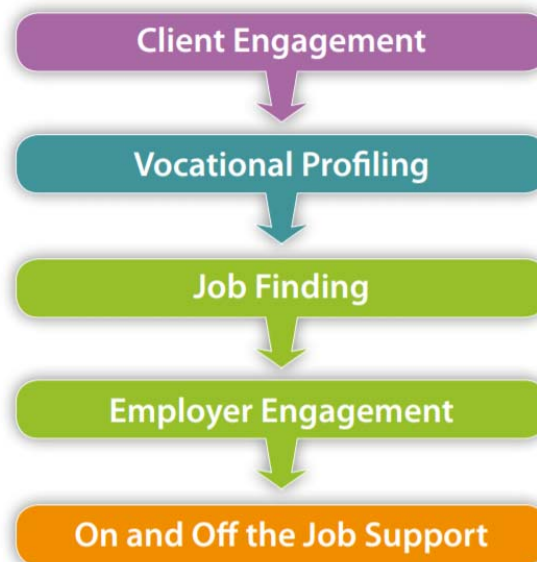 Client Engagement
Vocational Profiling
Job Finding
Employer Engagement
On and Off the Job Support